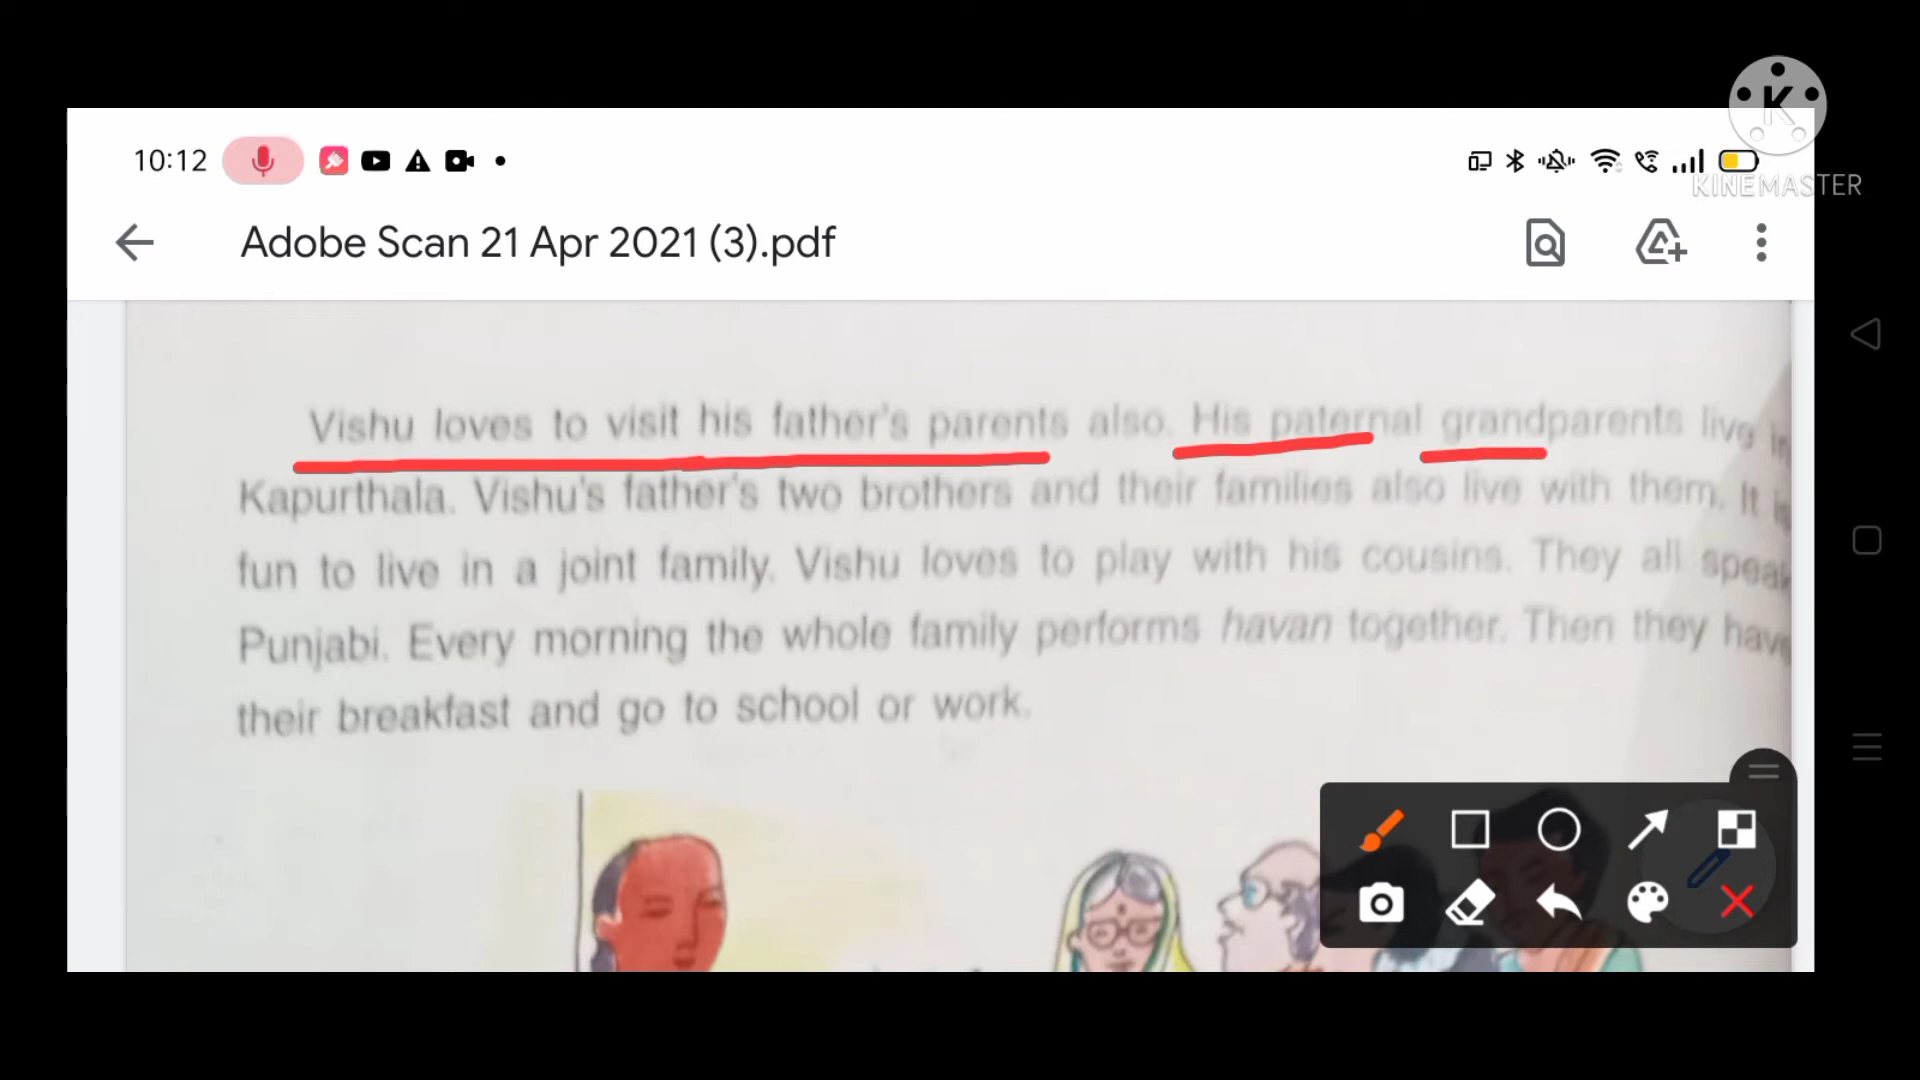 KINEMASTER
10:12
Adobe Scan 21 Apr 2021 (3).pdf
Vishu loves to visit his father's parents also. His paternal grandparents live in
Kapurthala. Vishu's father's two brothers and their families also live with them. It is
fun to live in a joint family. Vishu loves to play with his cousins. They all speak
Punjabi. Every morning the whole family performs havan together. Then they have
their breakfast and go to school or work.